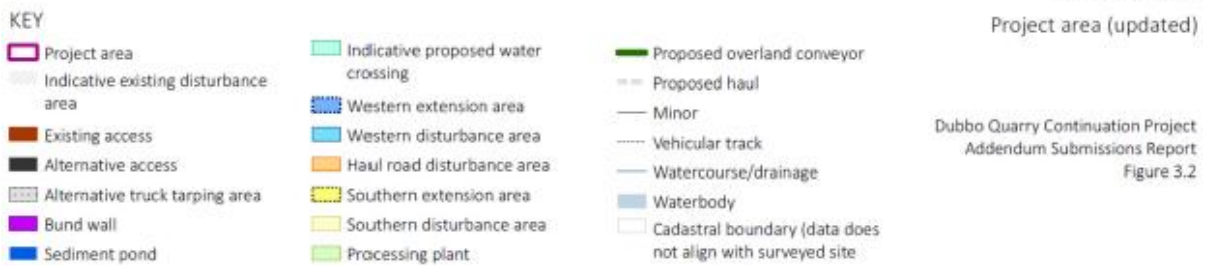 KEY
Project area
Indicative existing disturbance
area
Existing access
Alternative access
Alternative truck tarping area
Bund wall
Sediment pond
Indicative proposed water
crossing
Western extension area
Western disturbance area
Haul road disturbance area
Southern extension area
Southern disturbance area
Processing plant
Proposed overland conveyor
Proposed haul
Minor
Vehicular track
Watercourse/drainage
Waterbody
Cadastral boundary (data does
not align with surveyed site
Project area (updated)
Dubbo Quarry Continuation Project
Addendum Submissions Report
Figure 3.2